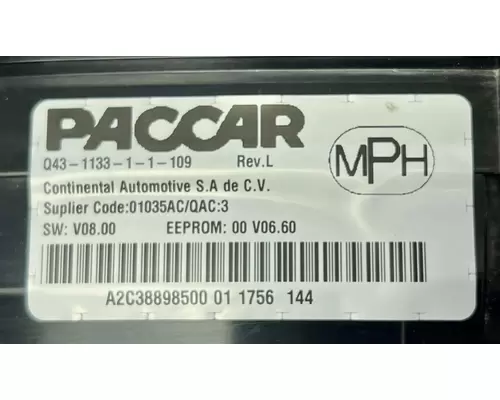 PACCAR
Q43-1133-1-1-109 Rev.L
MPH
Continental Automotive S.A de C.V.
Suplier Code:01035AC/QAC:3
SW: V08.00 EEPROM: 00 V06.60
A2C38898500 01 1756 144